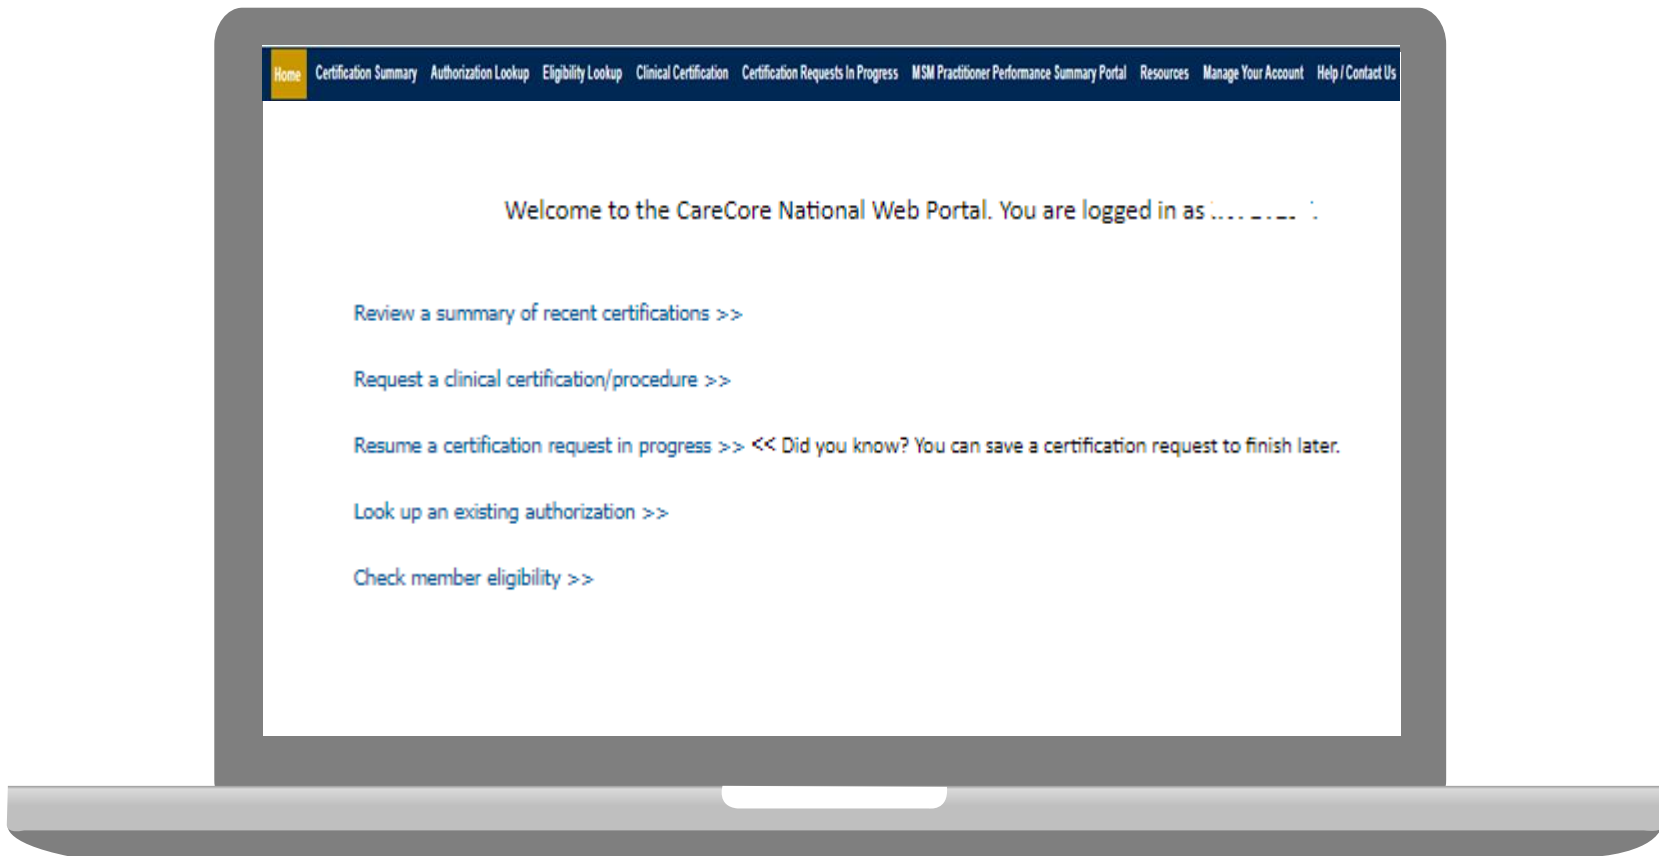 Home Certification Summary Authorization Lookup Eligibility Lookup Clinical Certification Certification Requests In Progress MSM Practitioner Performance Summary Portal Resources Manage Your Account Help / Contact Us
Welcome to the CareCore National Web Portal. You are logged in as
Review a summary of recent certifications >>
Request a clinical certification/procedure >>
Resume a certification request in progress >> << Did you know? You can save a certification request to finish later.
Look up an existing authorization >>
Check member eligibility >>